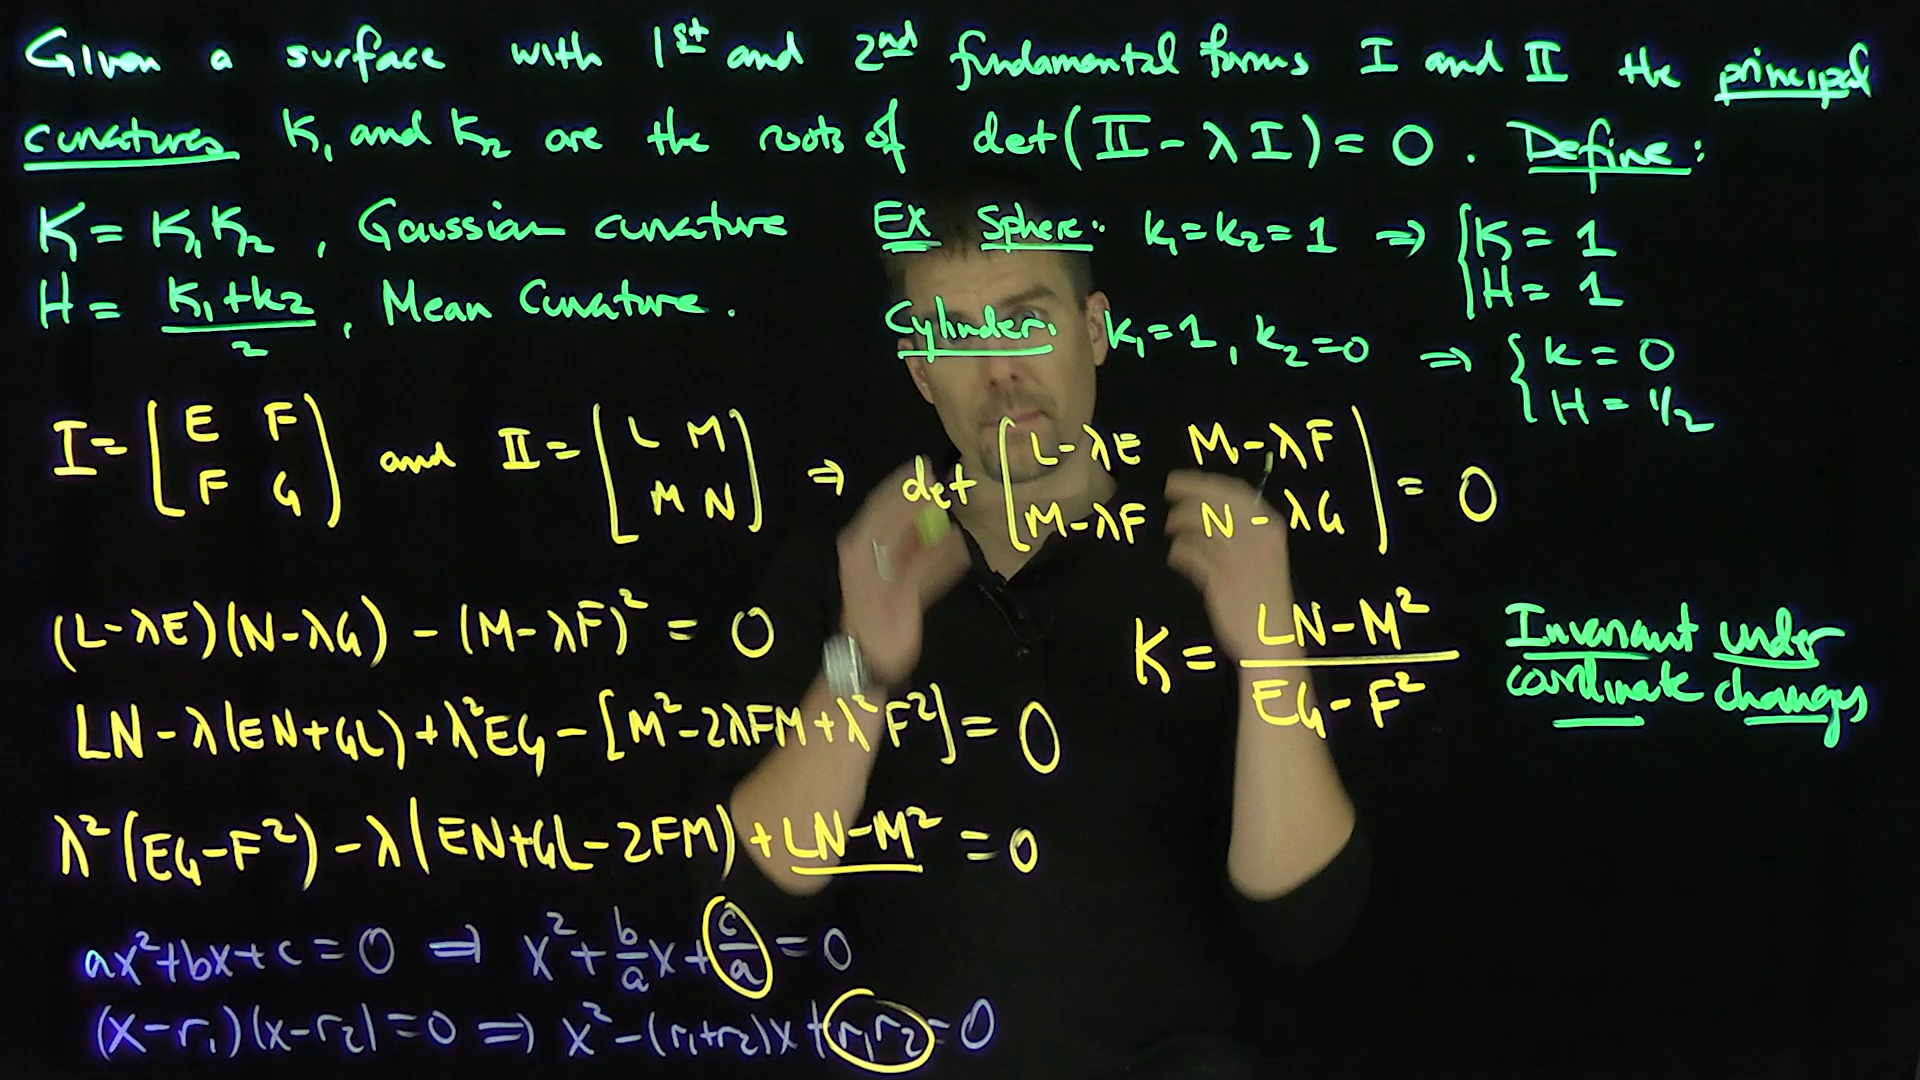 Given a surface with 1st and 2nd fundamental forms I and II the principal
curvatures K₁ and K₂ are the roots of det(II - λI) = 0. Define:
K = K₁K₂, Gaussian curvature
H = (K₁+k₂)/2, Mean Curvature.
Ex Sphere: k₁=k₂=1 ⇒ { K = 1
H = 1
Cylinder: k₁=1, k₂=0 ⇒ { k = 0
H = 1/2
I = [E F; F G] and II = [L M; M N] ⇒ det [L-λE M-λF; M-λF N-λG] = 0
(L-λE)(N-λG) - (M-λF)² = 0
LN - λ(EN+GL) + λ²EG - [M²-2λFM+λ²F²] = 0
λ²(EG-F²) - λ(EN+GL-2FM) + LN-M² = 0
K = (LN-M²)/(EG-F²)
Invariant under
coordinate changes
ax²+bx+c = 0 ⇒ x²+(b/a)x+(c/a) = 0
(x-r₁)(x-r₂) = 0 ⇒ x²-(r₁+r₂)x+r₁r₂ = 0